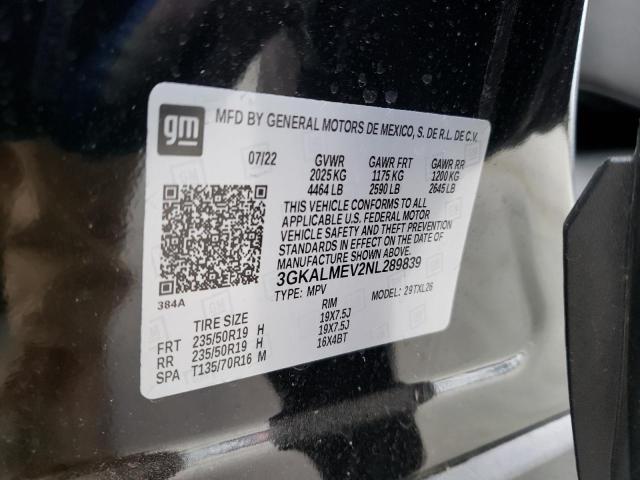 gm
MFD BY GENERAL MOTORS DE MEXICO, S. DE R.L. DE C.V.
07/22 GVWR GAWR FRT GAWR RR
2025 KG 1175 KG 1200 KG
4464 LB 2590 LB 2645 LB
THIS VEHICLE CONFORMS TO ALL
APPLICABLE U.S. FEDERAL MOTOR
VEHICLE SAFETY AND THEFT PREVENTION
STANDARDS IN EFFECT ON THE DATE OF
MANUFACTURE SHOWN ABOVE.
3GKALMEV2NL289839
384A TYPE: MPV MODEL: 29TXL26
TIRE SIZE RIM
FRT 235/50R19 H 19X7.5J
RR 235/50R19 H 19X7.5J
SPA T135/70R16 M 16X4BT